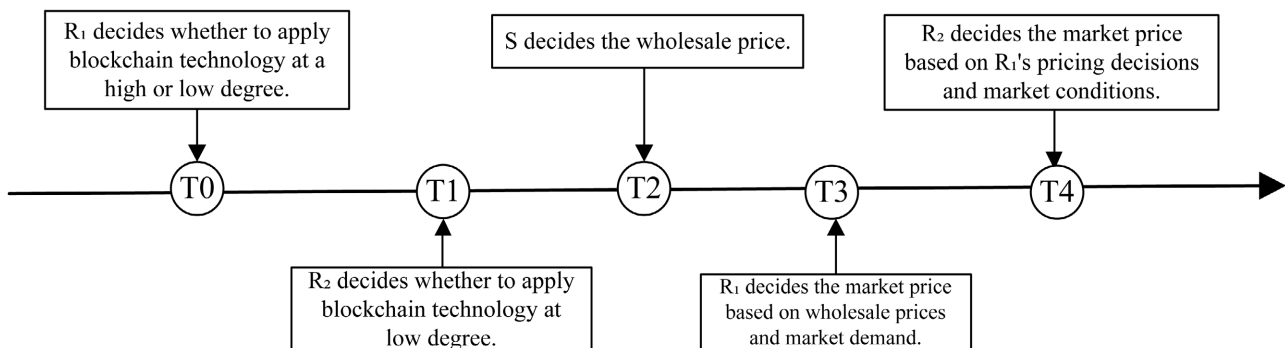 R₁ decides whether to apply
blockchain technology at a
high or low degree.
S decides the wholesale price.
R₂ decides the market price
based on R₁'s pricing decisions
and market conditions.
T0
T1
T2
T3
T4
R₂ decides whether to apply
blockchain technology at
low degree.
R₁ decides the market price
based on wholesale prices
and market demand.